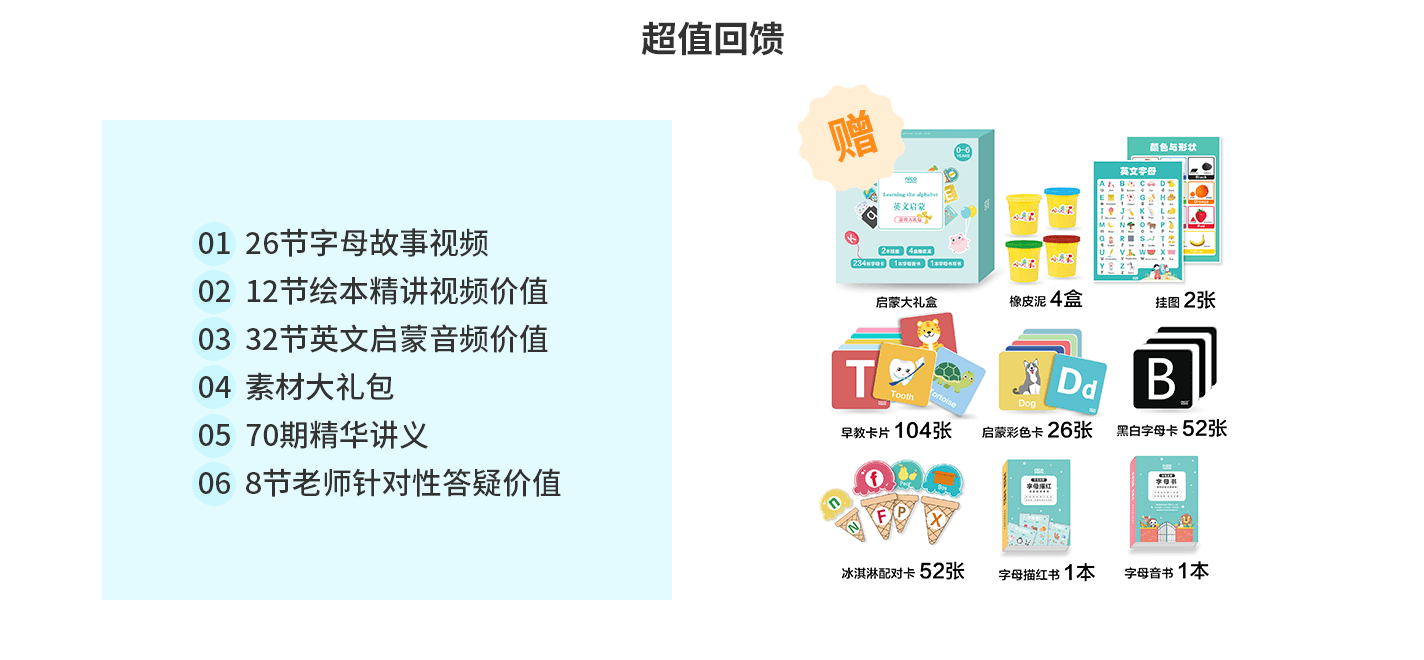 超值回馈
01 26节字母故事视频
02 12节绘本精讲视频价值
03 32节英文启蒙音频价值
04 素材大礼包
05 70期精华讲义
06 8节老师针对性答疑价值
赠
0-6
YEARS
nico
Learning the alphabet
英文启蒙
K
E
启蒙大礼盒
橡皮泥 4盒
颜色与形状
Black
英文字母
A B C D
E F G H
I J K L
M N O P
Q R S T
U V W X
Y Z
挂图 2张
T
Tooth
Tortoise
早教卡片 104张
Dog
Dd
启蒙彩色卡 26张
B
黑白字母卡 52张
n
N
f
F
P
Boy
X
冰淇淋配对卡 52张
字母描红
字母描红书 1本
字母书
字母音书 1本